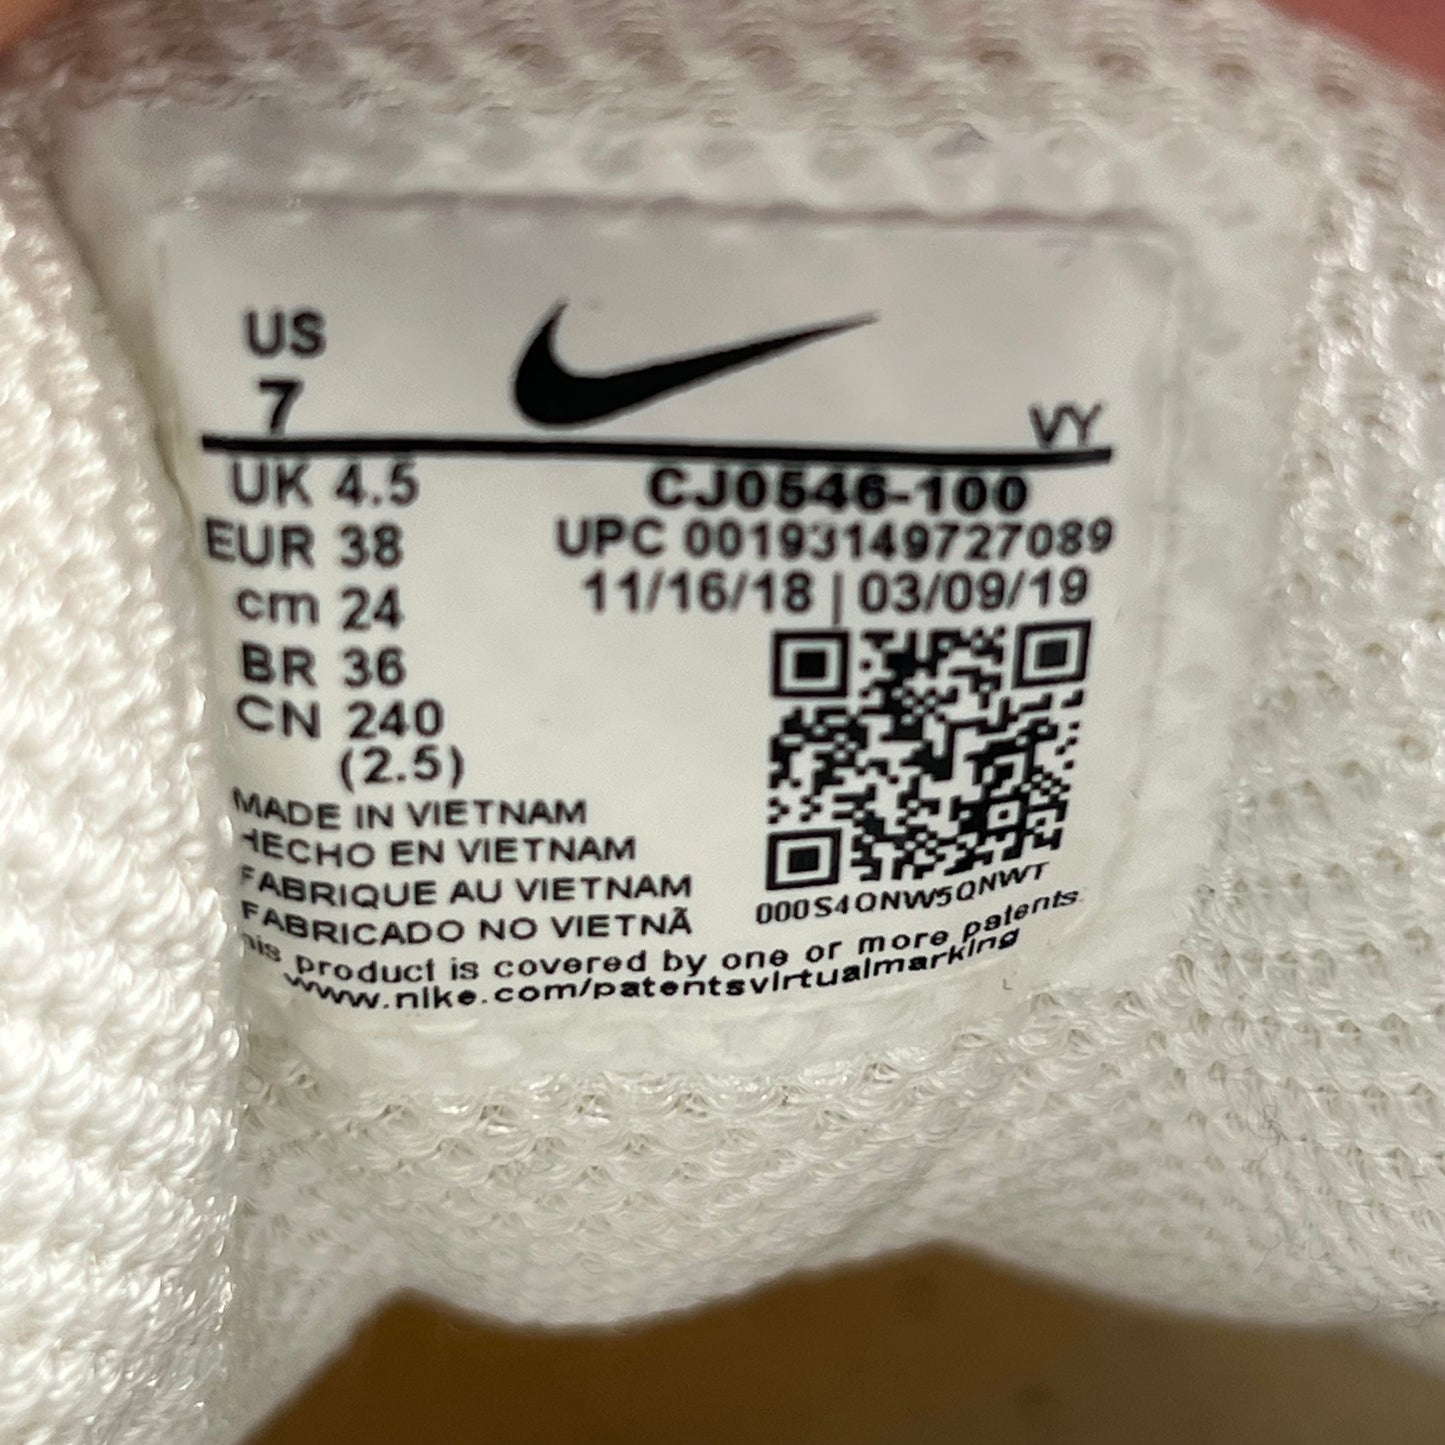 US
7
VY
UK 4.5
EUR 38
cm 24
BR 36
CN 240
(2.5)
CJ0546-100
UPC 00193149727089
11/16/18 | 03/09/19
000S4QNW5QNWT
MADE IN VIETNAM
HECHO EN VIETNAM
FABRIQUE AU VIETNAM
FABRICADO NO VIETNÃ
his product is covered by one or more patents.
www.nike.com/patentsvirtualmarking